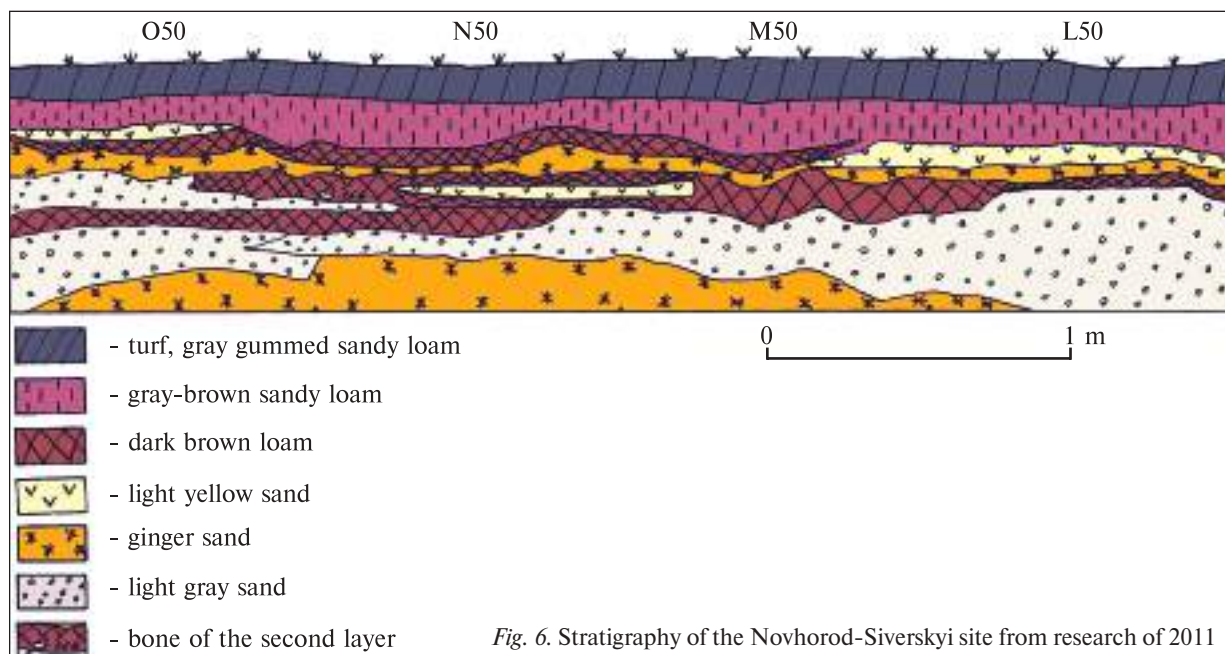 O50 N50 M50 L50
0 1 m
- turf, gray gummed sandy loam
- gray-brown sandy loam
- dark brown loam
- light yellow sand
- ginger sand
- light gray sand
- bone of the second layer
Fig. 6. Stratigraphy of the Novhorod-Siverskyi site from research of 2011